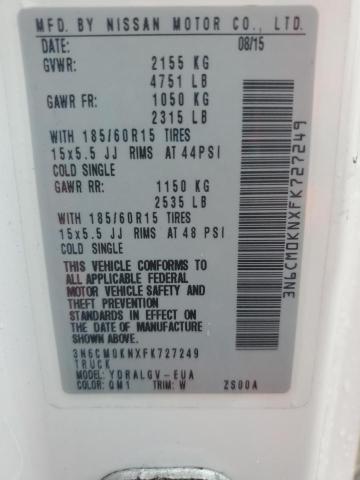 MFD. BY NISSAN MOTOR CO., LTD.
DATE: 08/15
GVWR: 2155 KG
4751 LB
GAWR FR: 1050 KG
2315 LB
WITH 185/60R15 TIRES
15x5.5 JJ RIMS AT 44PSI
COLD SINGLE
GAWR RR: 1150 KG
2535 LB
WITH 185/60R15 TIRES
15x5.5 JJ RIMS AT 48 PSI
COLD SINGLE
THIS VEHICLE CONFORMS TO
ALL APPLICABLE FEDERAL
MOTOR VEHICLE SAFETY AND
THEFT PREVENTION
STANDARDS IN EFFECT ON
THE DATE OF MANUFACTURE
SHOWN ABOVE.
3N6CM0KNXFK727249
TRUCK
MODEL: YDRALGV-EUA
COLOR: QM1 TRIM: W ZS00A
3N6CM0KNXFK727249